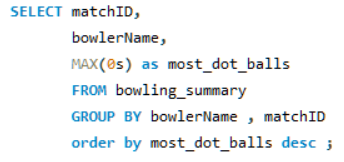 SELECT matchID,
bowlerName,
MAX(0s) as most_dot_balls
FROM bowling_summary
GROUP BY bowlerName , matchID
order by most_dot_balls desc ;